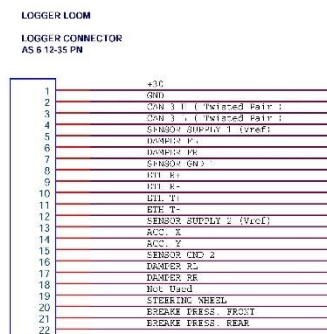 LOGGER LOOM
LOGGER CONNECTOR
AS 6 12-35 PN
+30
1
GND
2
CAN 3 H ( Twisted Pair )
3
CAN 3 L ( Twisted Pair )
4
SENSOR SUPPLY 1 (Vref)
5
DAMPER FL
6
DAMPER FR
7
SENSOR GND 1
8
ETH R+
9
ETH R-
10
ETH T+
11
ETH T-
12
SENSOR SUPPLY 2 (Vref)
13
ACC. X
14
ACC. Y
15
SENSOR GND 2
16
DAMPER RL
17
DAMPER RR
18
Not Used
19
STEERING WHEEL
20
BREAKE PRESS. FRONT
21
BREAKE PRESS. REAR
22